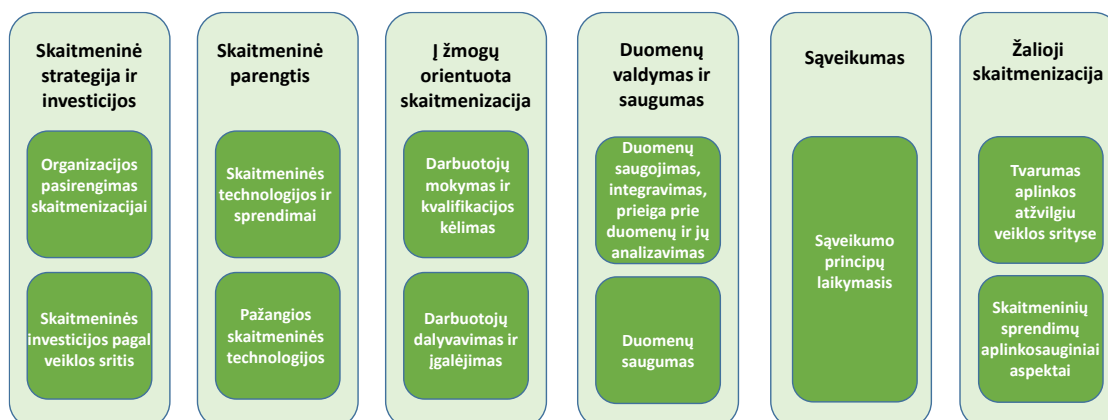 Skaitmeninė
strategija ir
investicijos
Organizacijos
pasirengimas
skaitmenizacijai
Skaitmeninės
investicijos pagal
veiklos sritis
Skaitmeninė
parengtis
Skaitmeninės
technologijos ir
sprendimai
Pažangios
skaitmeninės
technologijos
Į žmogų
orientuota
skaitmenizacija
Darbuotojų
mokymas ir
kvalifikacijos
kėlimas
Darbuotojų
dalyvavimas ir
įgalėjimas
Duomenų
valdymas ir
saugumas
Duomenų
saugojimas,
integravimas,
prieiga prie
duomenų ir jų
analizavimas
Duomenų
saugumas
Sąveikumas
Sąveikumo
principų
laikymasis
Žalioji
skaitmenizacija
Tvarumas
aplinkos
atžvilgiu
veiklos srityse
Skaitmeninių
sprendimų
aplinkosauginiai
aspektai